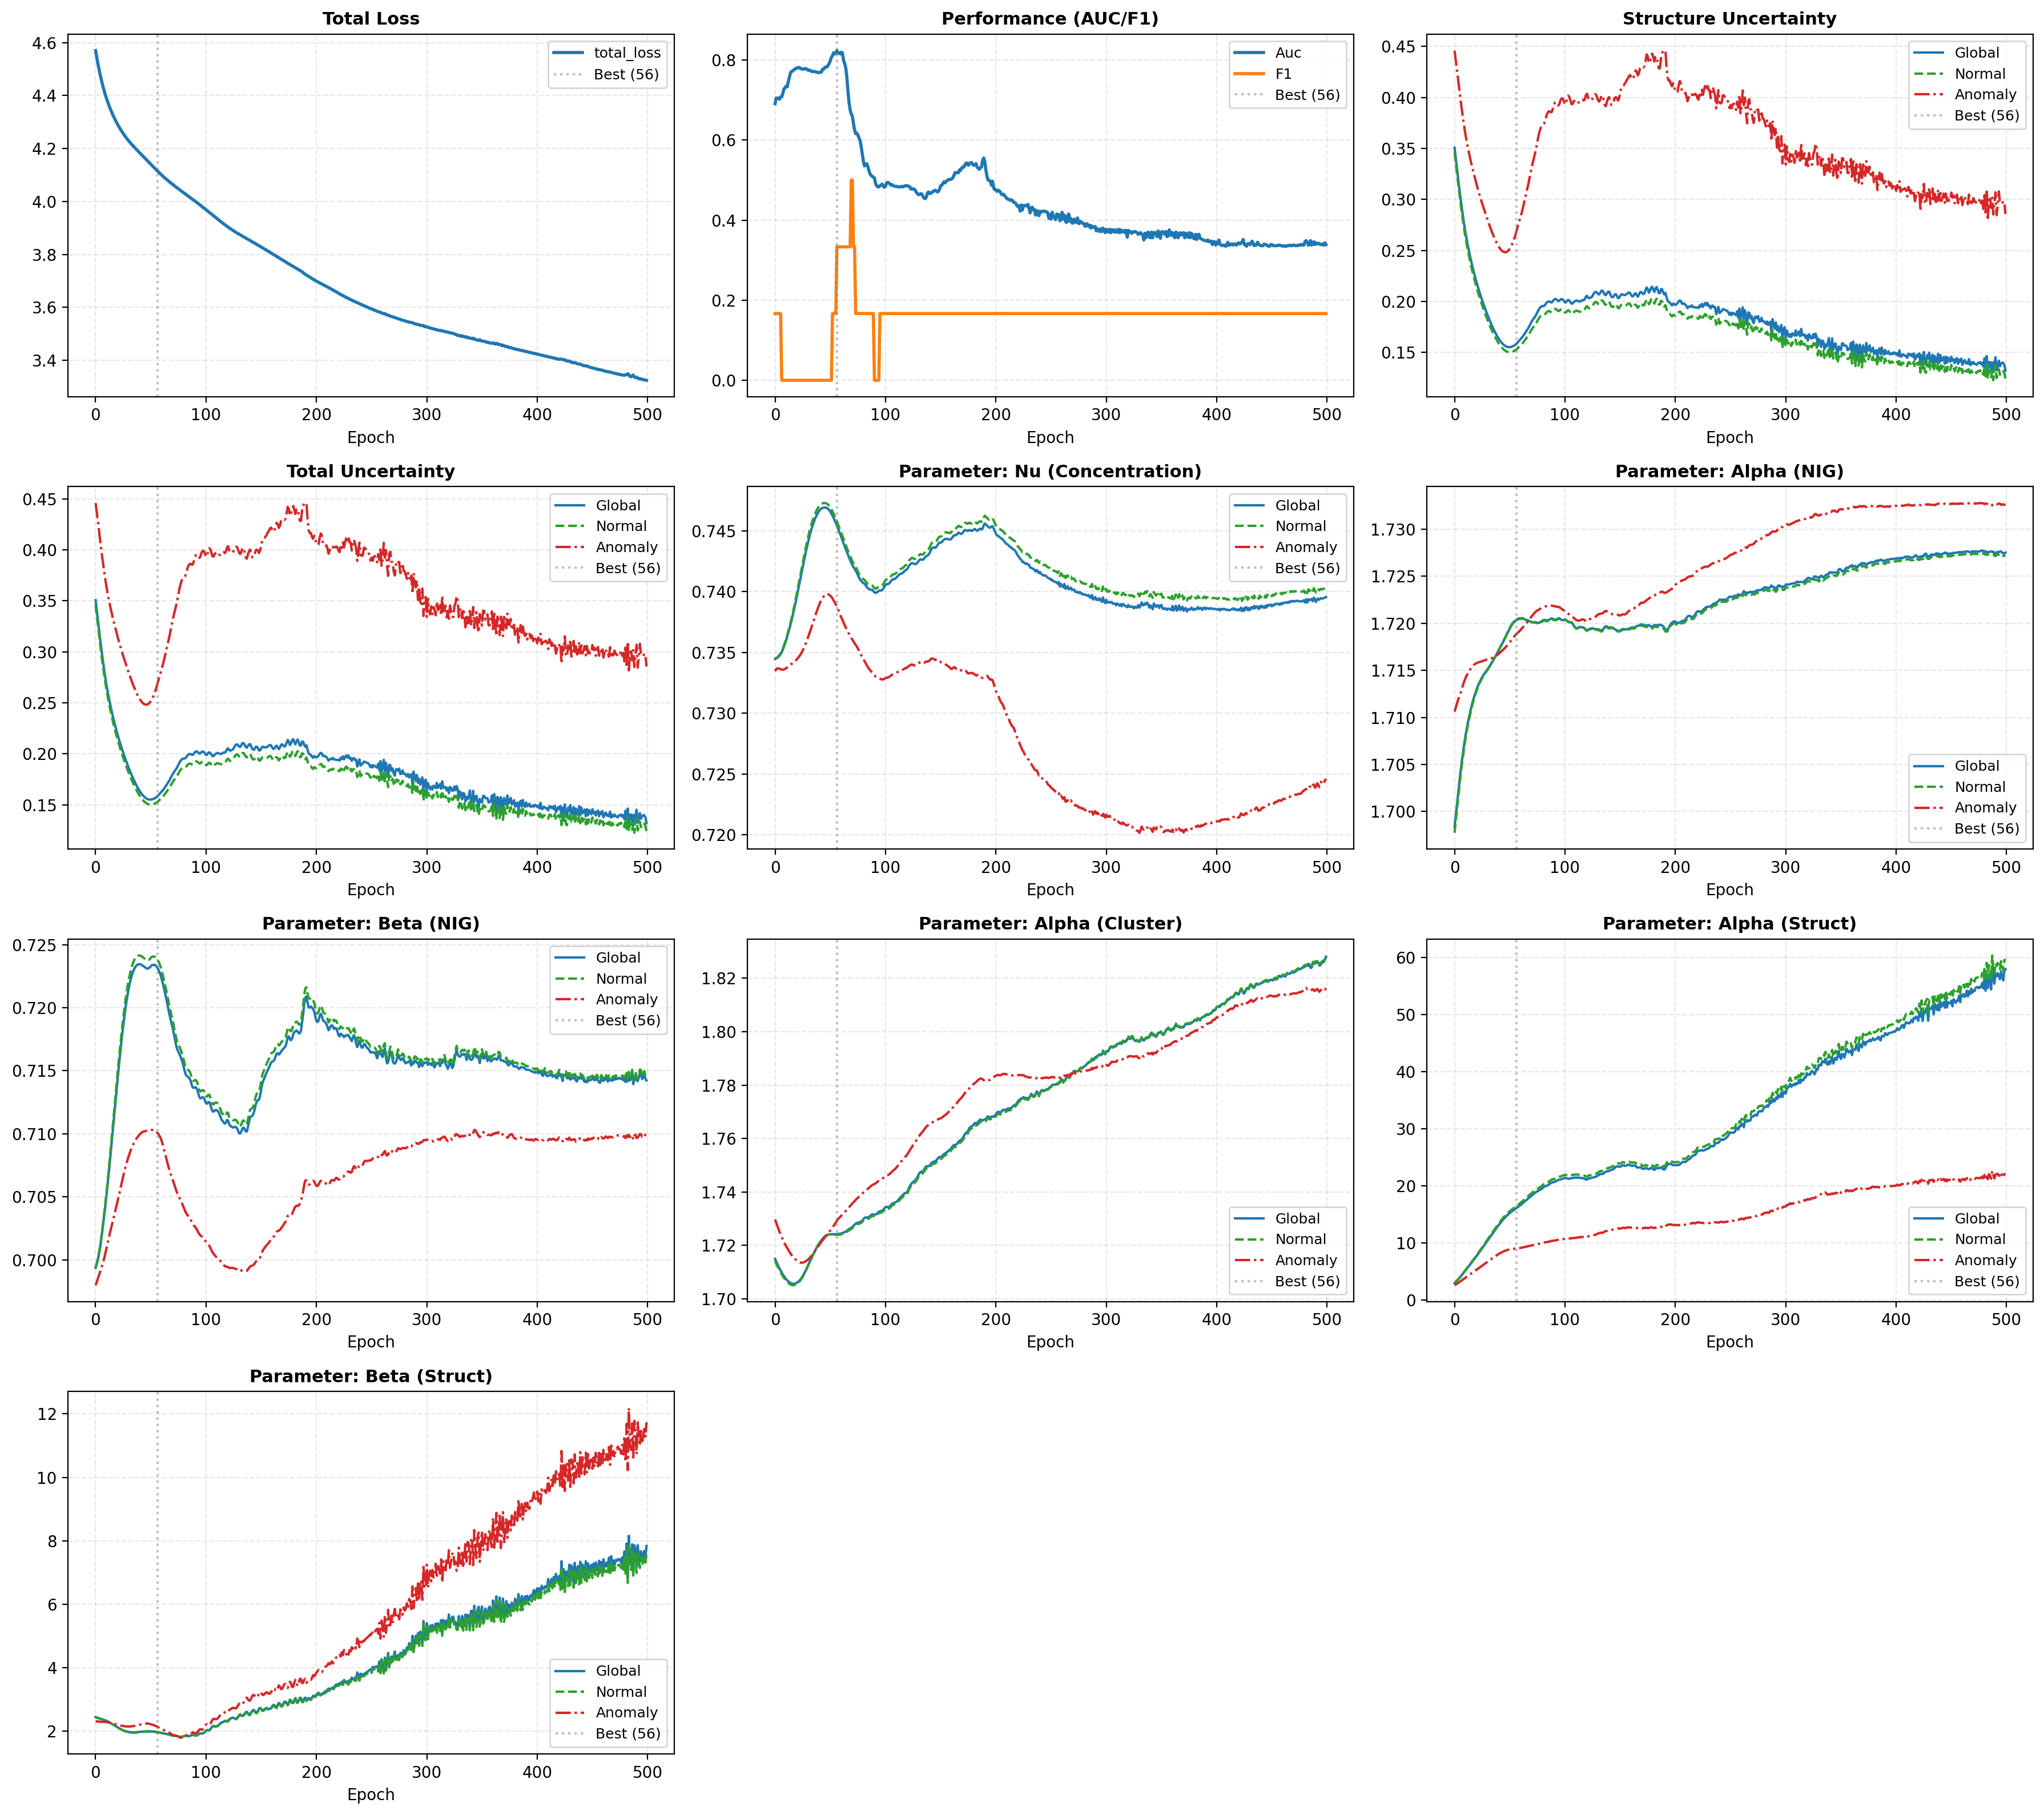 Total Loss
4.6
4.4
4.2
4.0
3.8
3.6
3.4
total_loss
Best (56)
0 100 200 300 400 500
Epoch
Performance (AUC/F1)
0.8
0.6
0.4
0.2
0.0
Auc
F1
Best (56)
0 100 200 300 400 500
Epoch
Structure Uncertainty
0.45
0.40
0.35
0.30
0.25
0.20
0.15
Global
Normal
Anomaly
Best (56)
0 100 200 300 400 500
Epoch
Total Uncertainty
0.45
0.40
0.35
0.30
0.25
0.20
0.15
Global
Normal
Anomaly
Best (56)
0 100 200 300 400 500
Epoch
Parameter: Nu (Concentration)
0.745
0.740
0.735
0.730
0.725
0.720
Global
Normal
Anomaly
Best (56)
0 100 200 300 400 500
Epoch
Parameter: Alpha (NIG)
1.730
1.725
1.720
1.715
1.710
1.705
1.700
Global
Normal
Anomaly
Best (56)
0 100 200 300 400 500
Epoch
Parameter: Beta (NIG)
0.725
0.720
0.715
0.710
0.705
0.700
Global
Normal
Anomaly
Best (56)
0 100 200 300 400 500
Epoch
Parameter: Alpha (Cluster)
1.82
1.80
1.78
1.76
1.74
1.72
1.70
Global
Normal
Anomaly
Best (56)
0 100 200 300 400 500
Epoch
Parameter: Alpha (Struct)
60
50
40
30
20
10
0
Global
Normal
Anomaly
Best (56)
0 100 200 300 400 500
Epoch
Parameter: Beta (Struct)
12
10
8
6
4
2
Global
Normal
Anomaly
Best (56)
0 100 200 300 400 500
Epoch